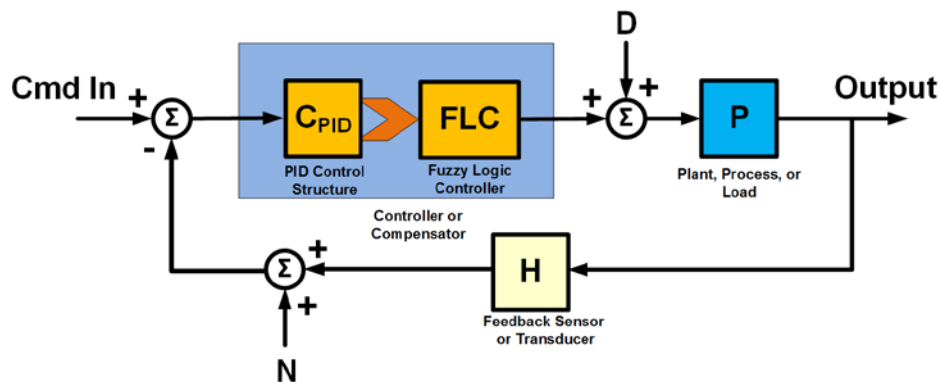 D
Cmd In
Output
+
Σ
-
C_PID
FLC
+
Σ
+
P
PID Control
Structure
Fuzzy Logic
Controller
Plant, Process, or
Load
Controller or
Compensator
Σ
+
+
H
Feedback Sensor
or Transducer
N